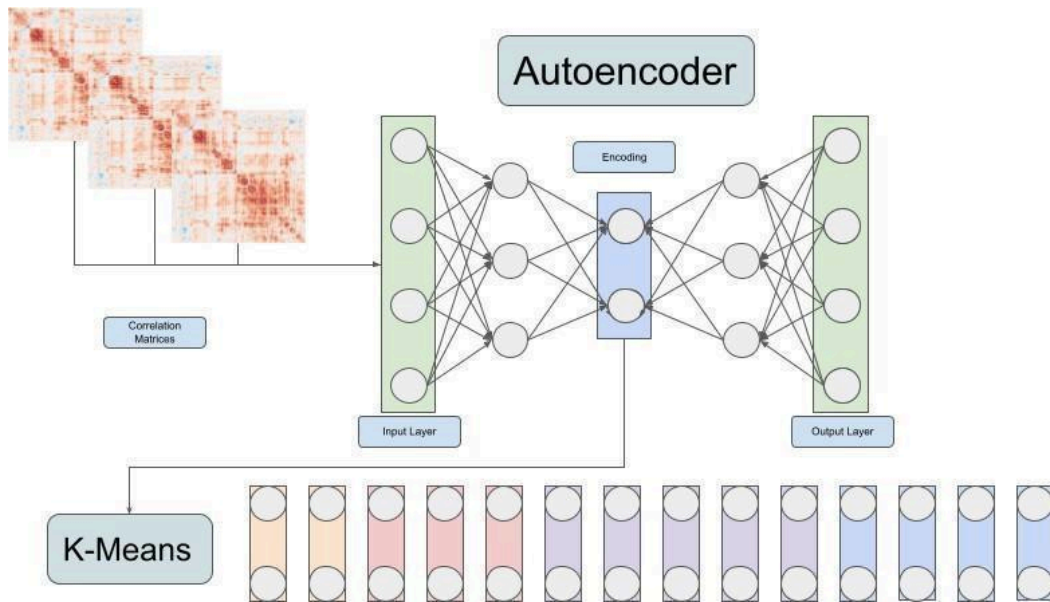 Autoencoder
Encoding
Correlation
Matrices
Input Layer
Output Layer
K-Means